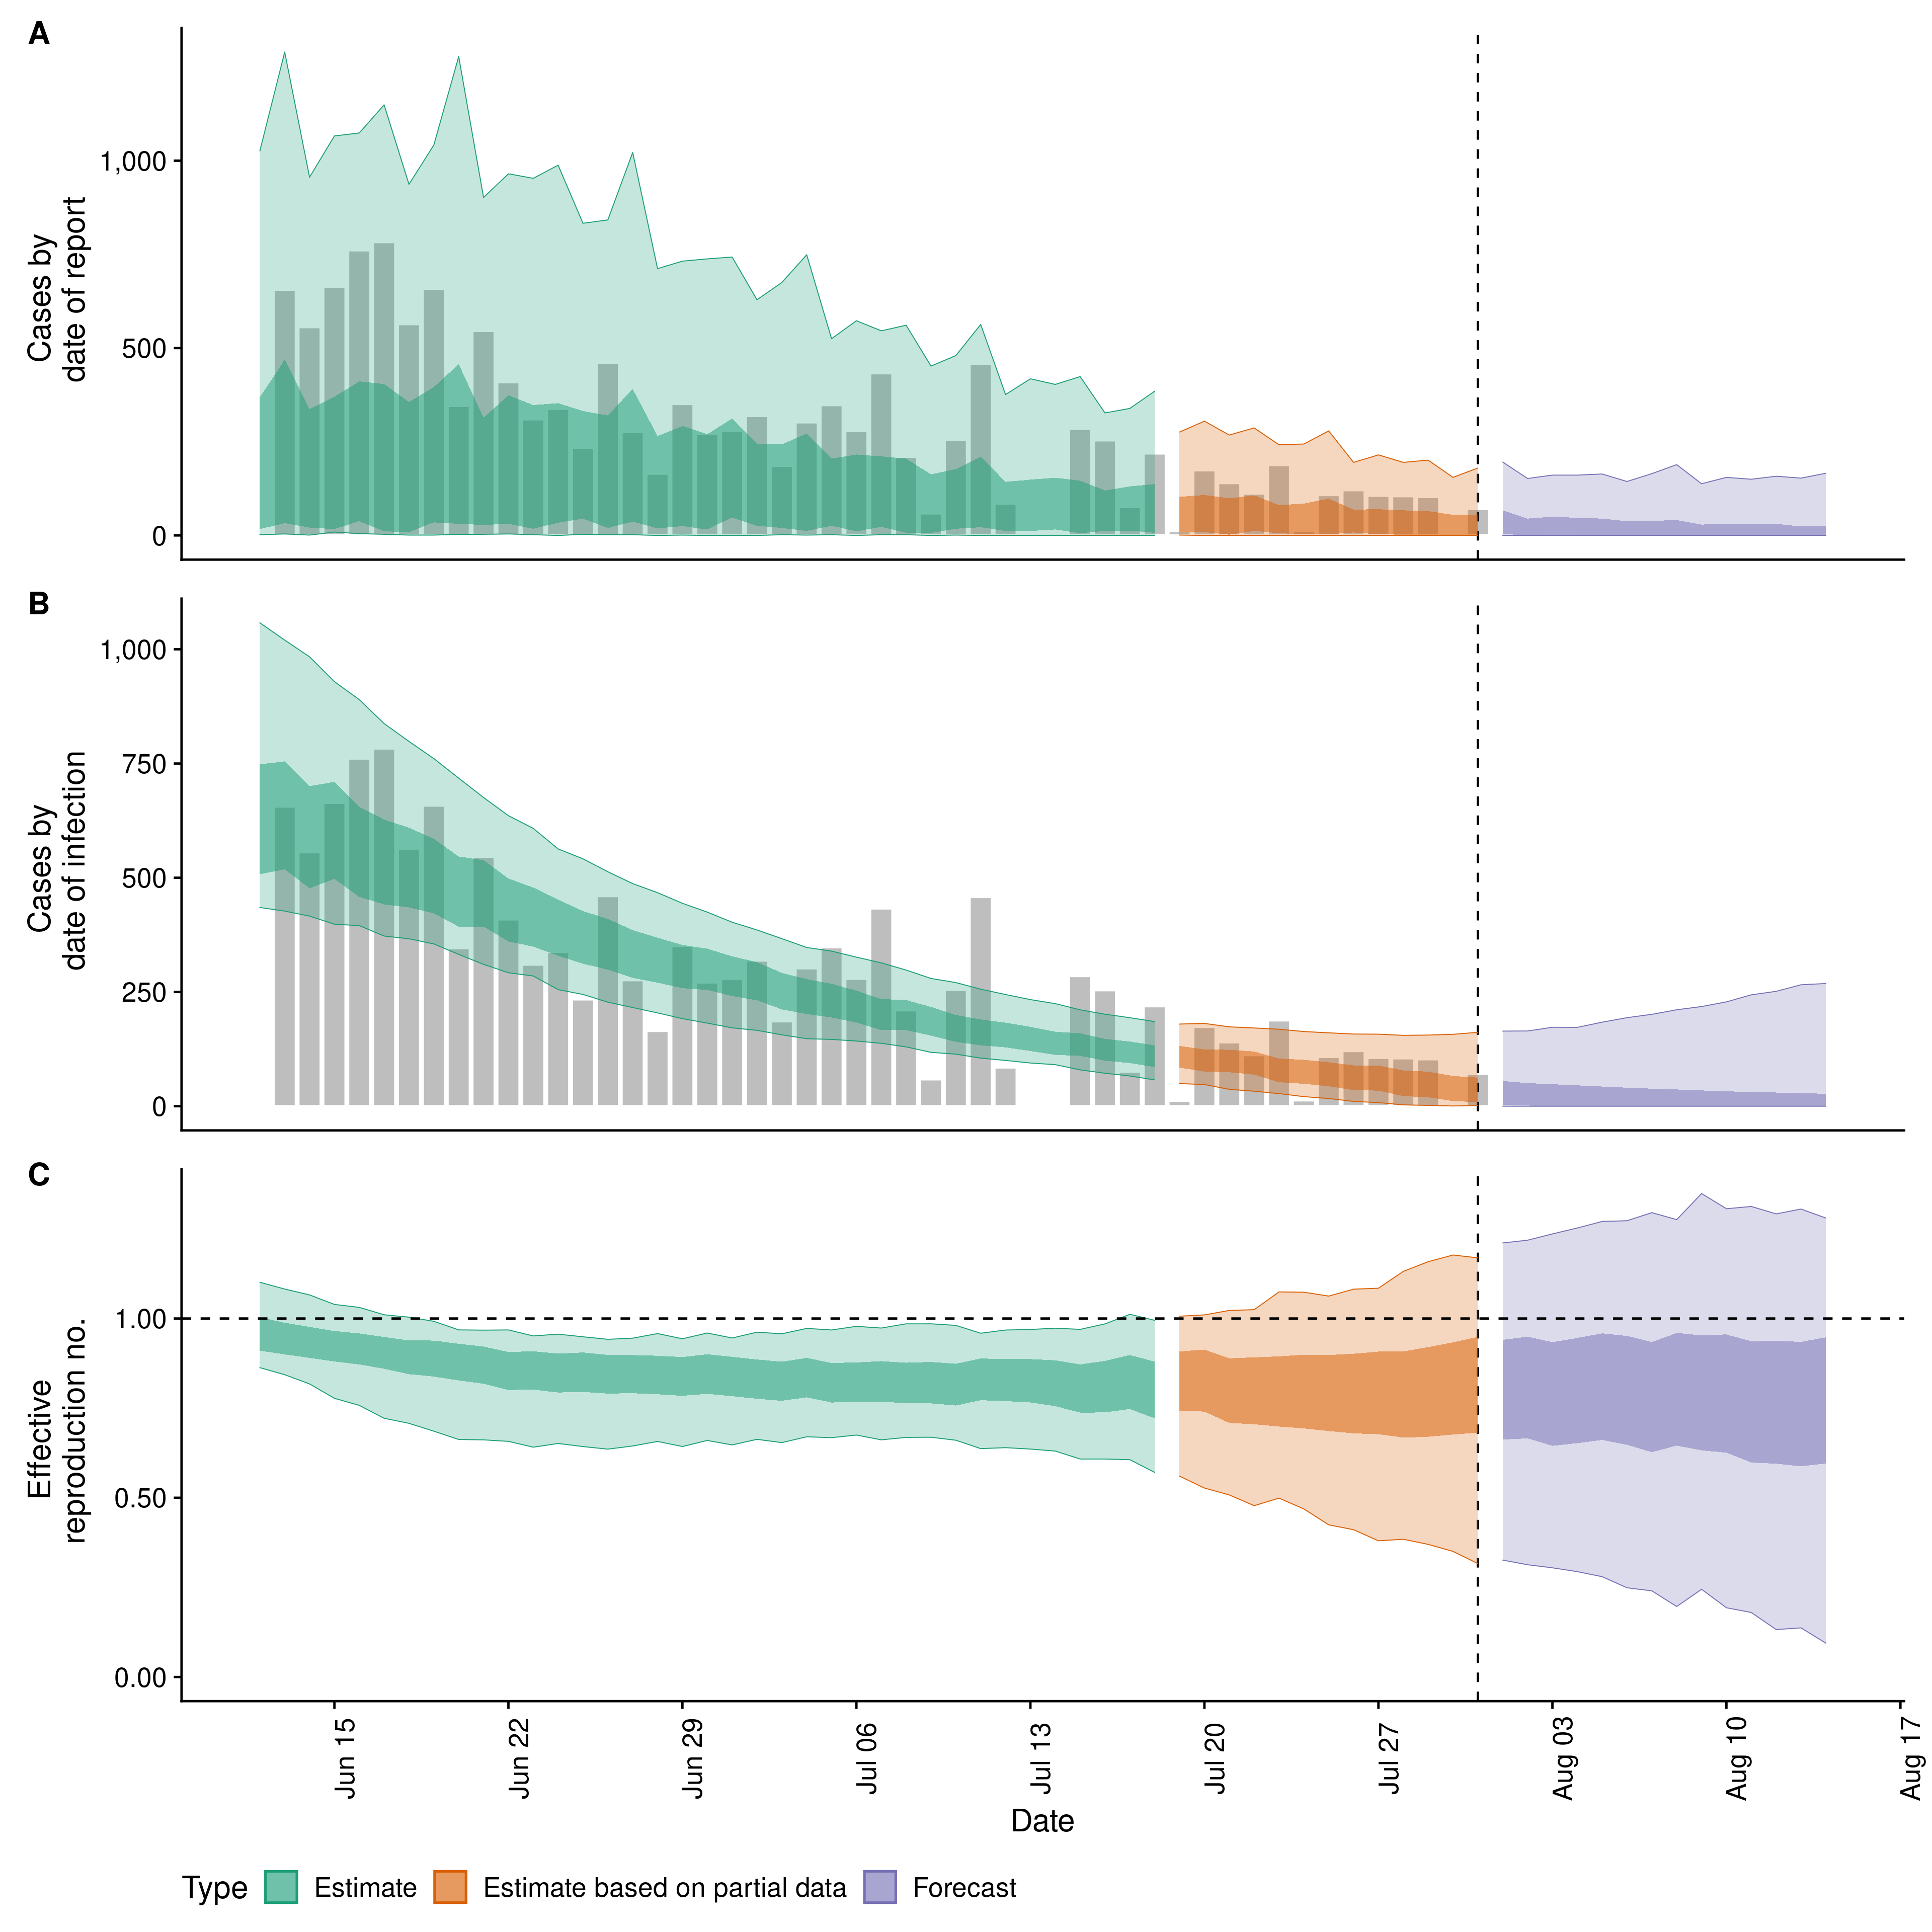 A
1,000
500
0
Cases by
date of report
B
1,000
750
500
250
0
Cases by
date of infection
C
1.00
0.50
0.00
Effective
reproduction no.
Jun 15
Jun 22
Jun 29
Jul 06
Jul 13
Jul 20
Jul 27
Aug 03
Aug 10
Aug 17
Date
Type Estimate Estimate based on partial data Forecast